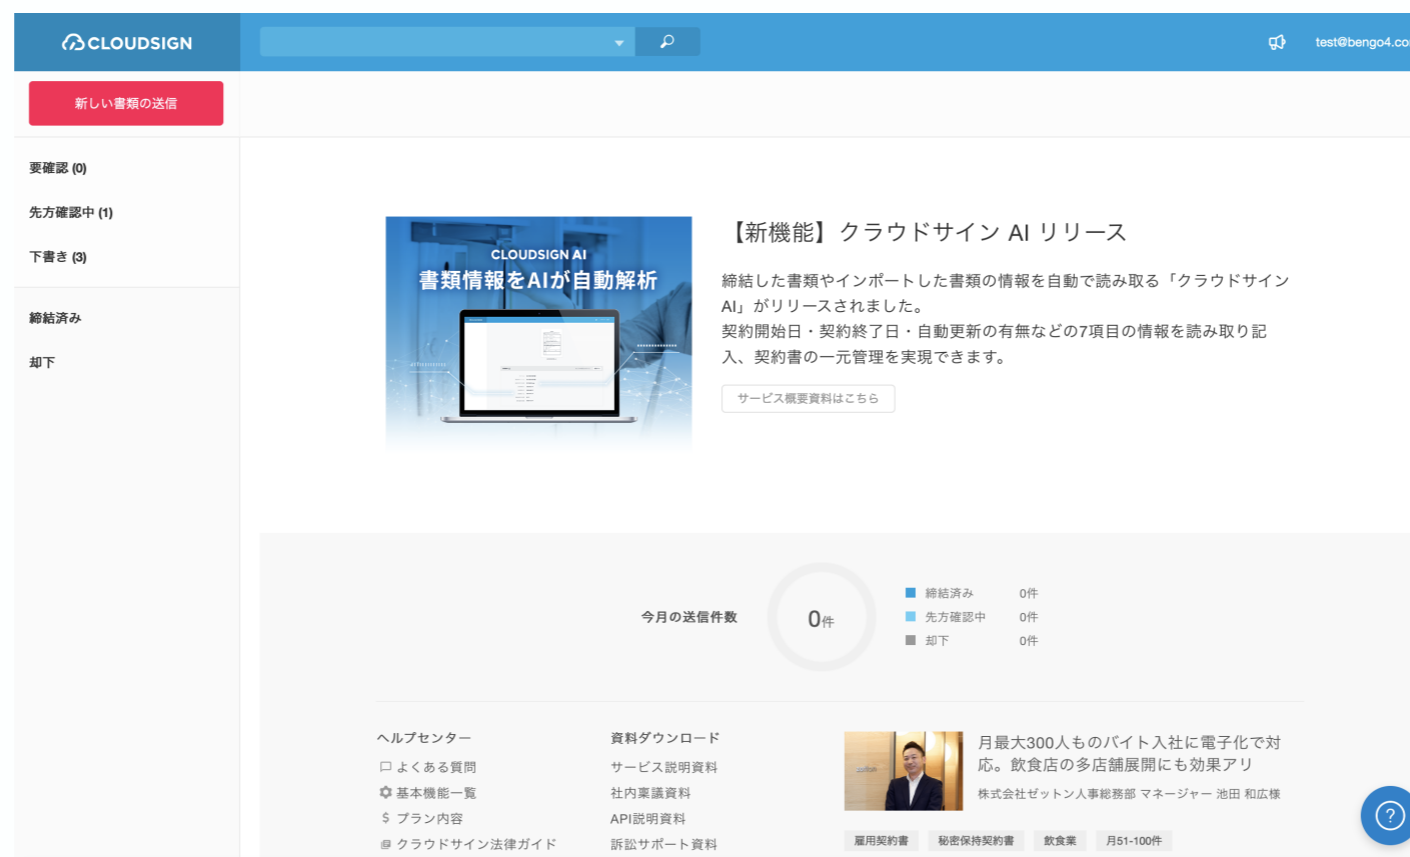 CLOUDSIGN
test@bengo4.co
新しい書類の送信
要確認 (0)
先方確認中 (1)
下書き (3)
締結済み
却下
CLOUDSIGN AI
書類情報をAIが自動解析
【新機能】クラウドサイン AI リリース
締結した書類やインポートした書類の情報を自動で読み取る「クラウドサイン
AI」がリリースされました。
契約開始日・契約終了日・自動更新の有無などの7項目の情報を読み取り記
入、契約書の一元管理を実現できます。
サービス概要資料はこちら
今月の送信件数
0件
締結済み 0件
先方確認中 0件
却下 0件
ヘルプセンター
よくある質問
基本機能一覧
プラン内容
クラウドサイン法律ガイド
資料ダウンロード
サービス説明資料
社内稟議資料
API説明資料
訴訟サポート資料
月最大300人ものバイト入社に電子化で対
応。飲食店の多店舗展開にも効果アリ
株式会社ゼットン人事総務部 マネージャー 池田 和広様
雇用契約書 秘密保持契約書 飲食業 月51-100件